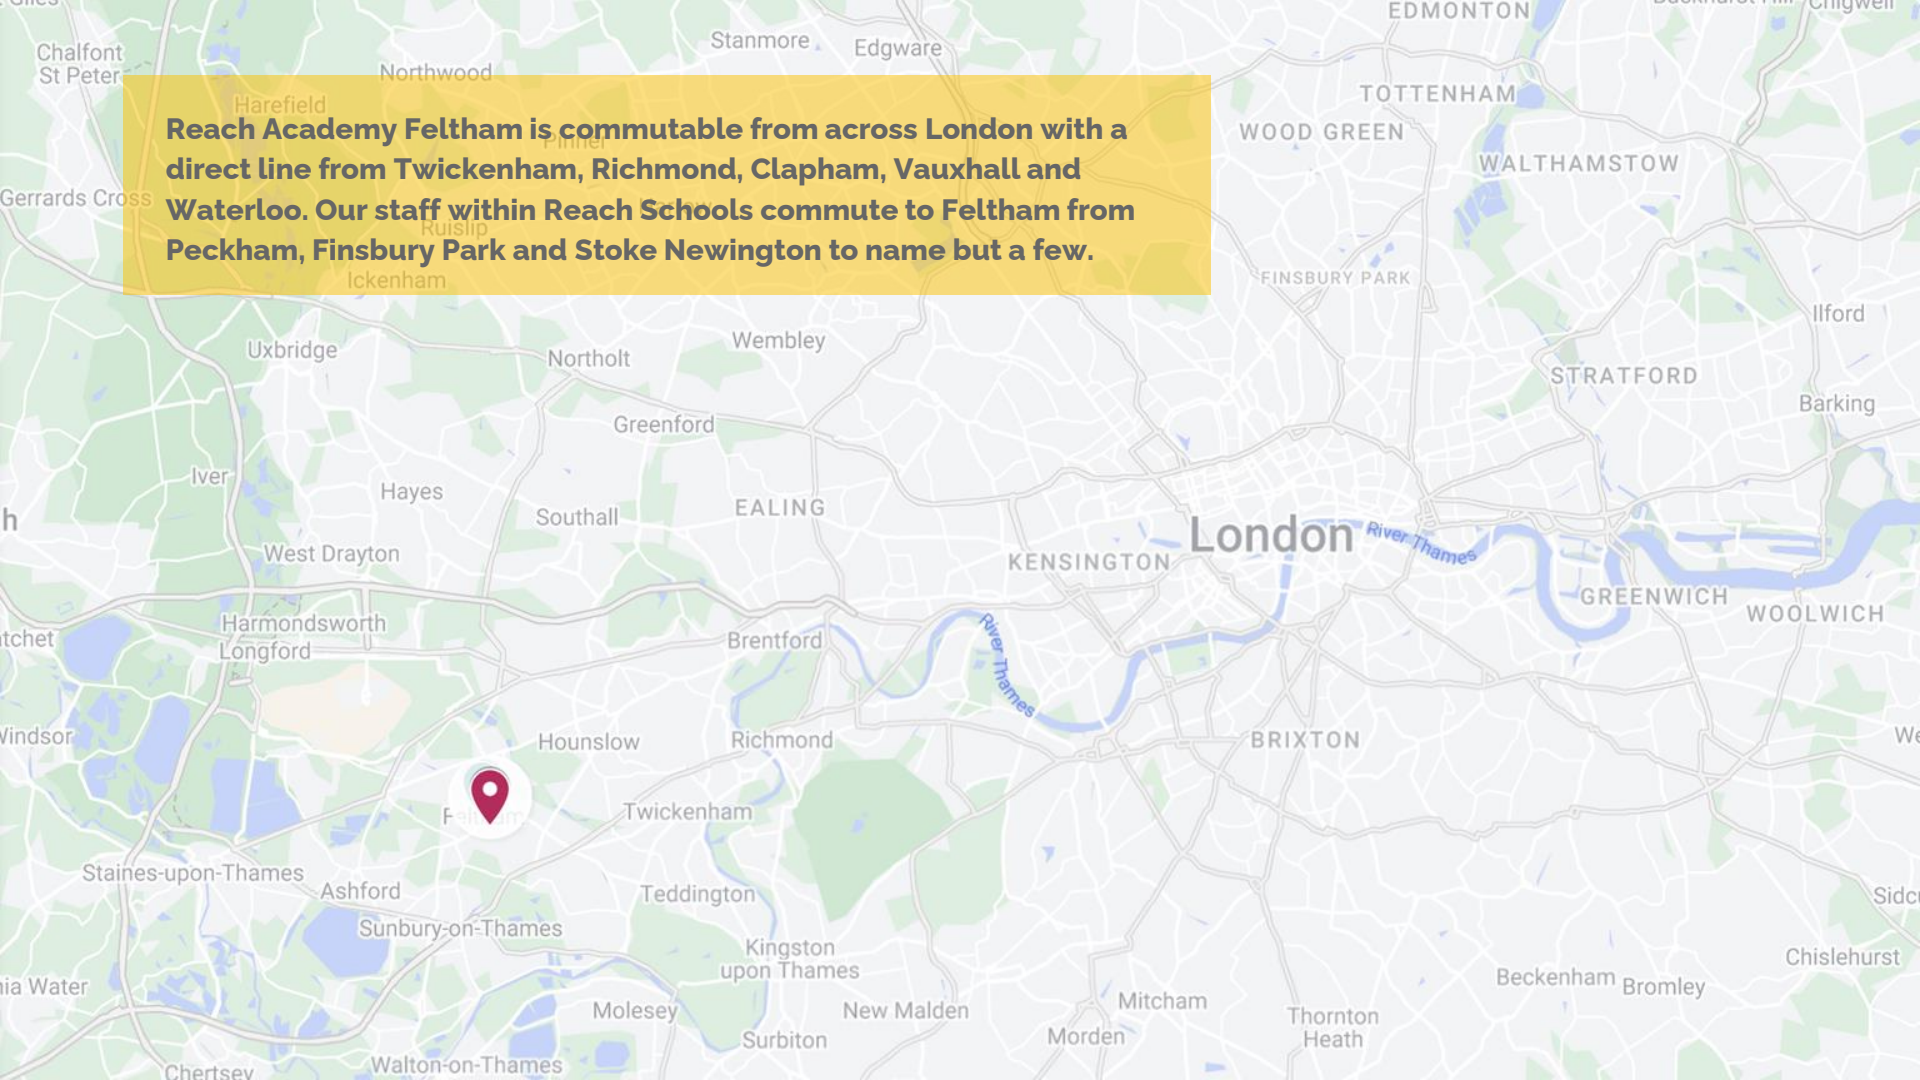 Chalfont
St Peter
Stanmore
Edgware
EDMONTON
Chigwell
Northwood
Harefield
TOTTENHAM
Reach Academy Feltham is commutable from across London with a
direct line from Twickenham, Richmond, Clapham, Vauxhall and
Waterloo. Our staff within Reach Schools commute to Feltham from
Peckham, Finsbury Park and Stoke Newington to name but a few.
Pinner
WOOD GREEN
WALTHAMSTOW
Gerrards Cross
Ruislip
Ickenham
FINSBURY PARK
Ilford
Uxbridge
Northolt
Wembley
STRATFORD
Greenford
Barking
Iver
Hayes
Southall
EALING
h
West Drayton
KENSINGTON
London
River Thames
Harmondsworth
Longford
Brentford
River Thames
GREENWICH
WOOLWICH
Windsor
Hounslow
Richmond
BRIXTON
Feltham
Twickenham
Staines-upon-Thames
Ashford
Teddington
Sunbury-on-Thames
Kingston
upon Thames
Beckenham
Bromley
Chislehurst
Water
Molesey
New Malden
Mitcham
Thornton
Heath
Surbiton
Morden
Walton-on-Thames
Chertsey